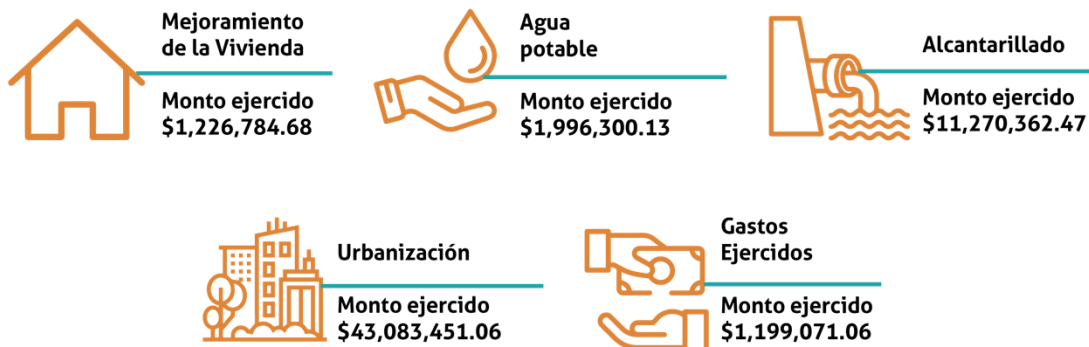 Mejoramiento
de la Vivienda
Monto ejercido
$1,226,784.68
Agua
potable
Monto ejercido
$1,996,300.13
Alcantarillado
Monto ejercido
$11,270,362.47
Urbanización
Monto ejercido
$43,083,451.06
Gastos
Ejercidos
Monto ejercido
$1,199,071.06